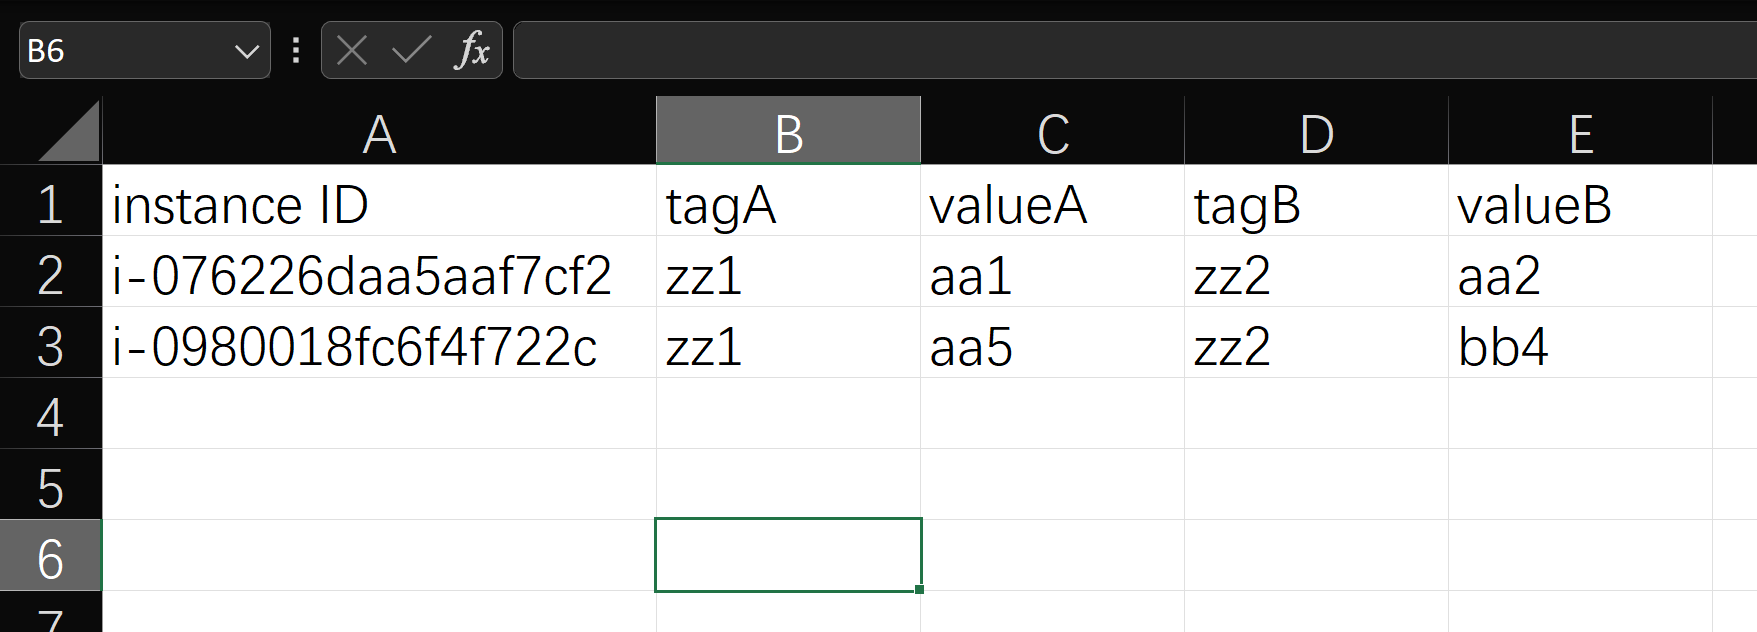 B6 fx
A B C D E
1 instance ID tagA valueA tagB valueB
2 i-076226daa5aaf7cf2 zz1 aa1 zz2 aa2
3 i-0980018fc6f4f722c zz1 aa5 zz2 bb4
4
5
6
7